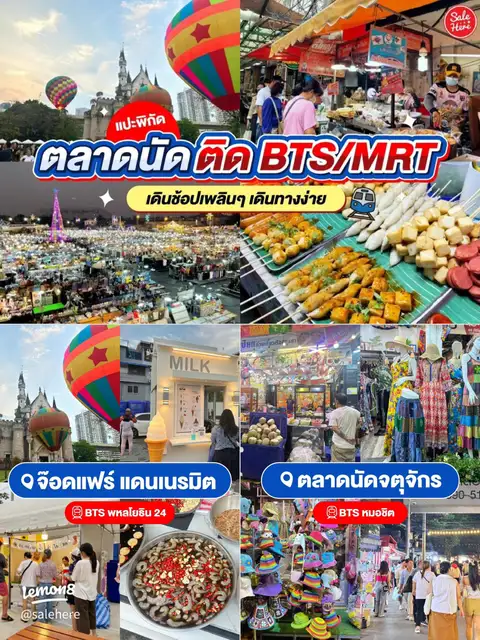 Sale
Here
แปะพิกัด
ตลาดนัด ติด BTS/MRT
เดินช้อปเพลินๆ เดินทางง่าย
MILK
จ๊อดแฟร์ แดนเนรมิต
BTS พหลโยธิน 24
ตลาดนัดจตุจักร
BTS หมอชิต
lemon8
@salehere